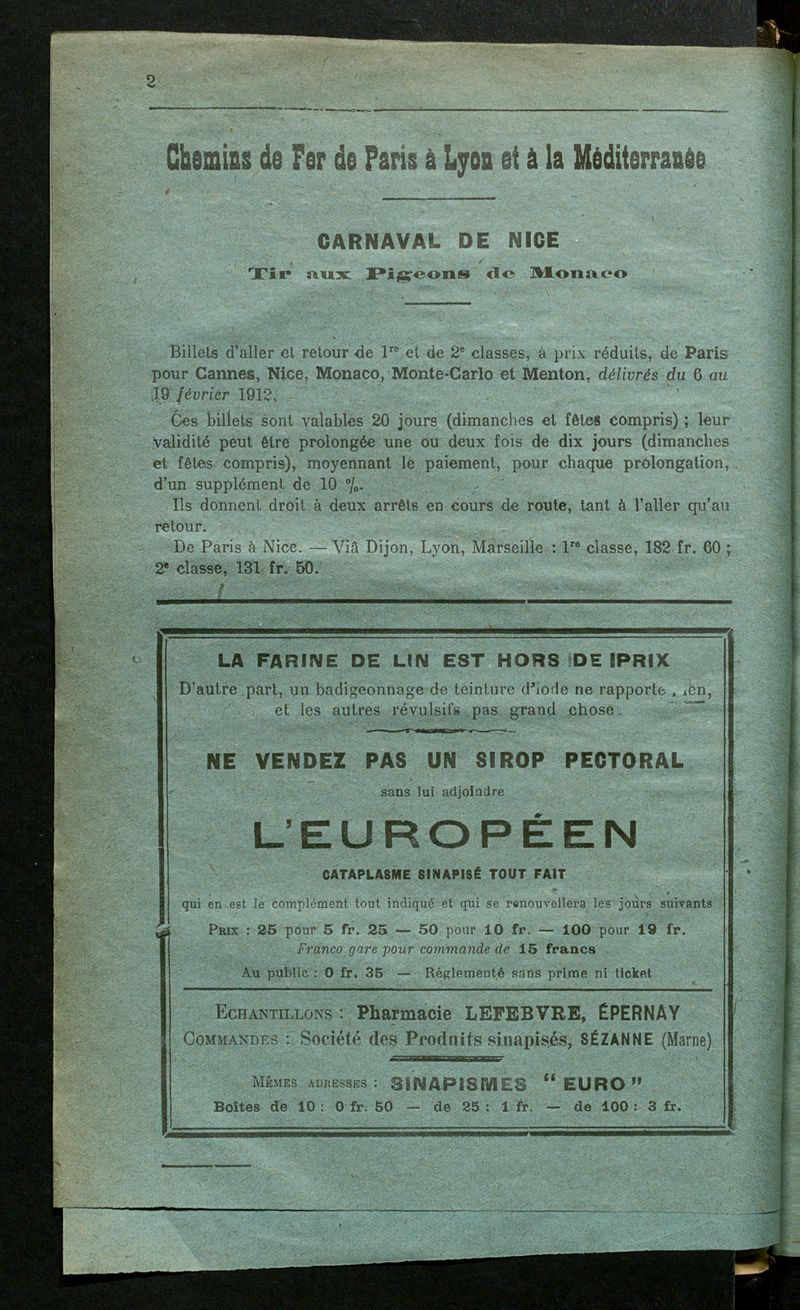 2
Chemins de Fer de Paris à Lyon et à la Méditerranée
CARNAVAL DE NICE
Tir aux Pigeons de Monaco
Billets d'aller et retour de 1re et de 2e classes, à prix réduits, de Paris
pour Cannes, Nice, Monaco, Monte-Carlo et Menton, délivrés du 6 au
19 février 1912.
Ces billets sont valables 20 jours (dimanches et fêtes compris) ; leur
validité peut être prolongée une ou deux fois de dix jours (dimanches
et fêtes compris), moyennant le paiement, pour chaque prolongation,
d'un supplément de 10 %.
Ils donnent droit à deux arrêts en cours de route, tant à l'aller qu'au
retour.
De Paris à Nice. — Viâ Dijon, Lyon, Marseille : 1re classe, 182 fr. 60 ;
2e classe, 131 fr. 50.
LA FARINE DE LIN EST HORS DE PRIX
D'autre part, un badigeonnage de teinture d'iode ne rapporte
et les autres révulsifs pas grand chose
NE VENDEZ PAS UN SIROP PECTORAL
sans lui adjoindre
L'EUROPÉEN
CATAPLASME SINAPISÉ TOUT FAIT
qui en est le complément tout indiqué et qui se renouvellera les jours suivants
PRIX : 25 pour 5 fr. 25 — 50 pour 10 fr. — 100 pour 19 fr.
Franco gare pour commande de 15 francs
Au public : 0 fr. 35 — Réglementé sans prime ni ticket
ECHANTILLONS : Pharmacie LEFEBVRE, ÉPERNAY
COMMANDES : Société des Produits sinapisés, SÉZANNE (Marne)
MÊMES ADRESSES : SINAPISMES “ EURO ”
Boîtes de 10 : 0 fr. 50 — de 25 : 1 fr. — de 100 : 3 fr.